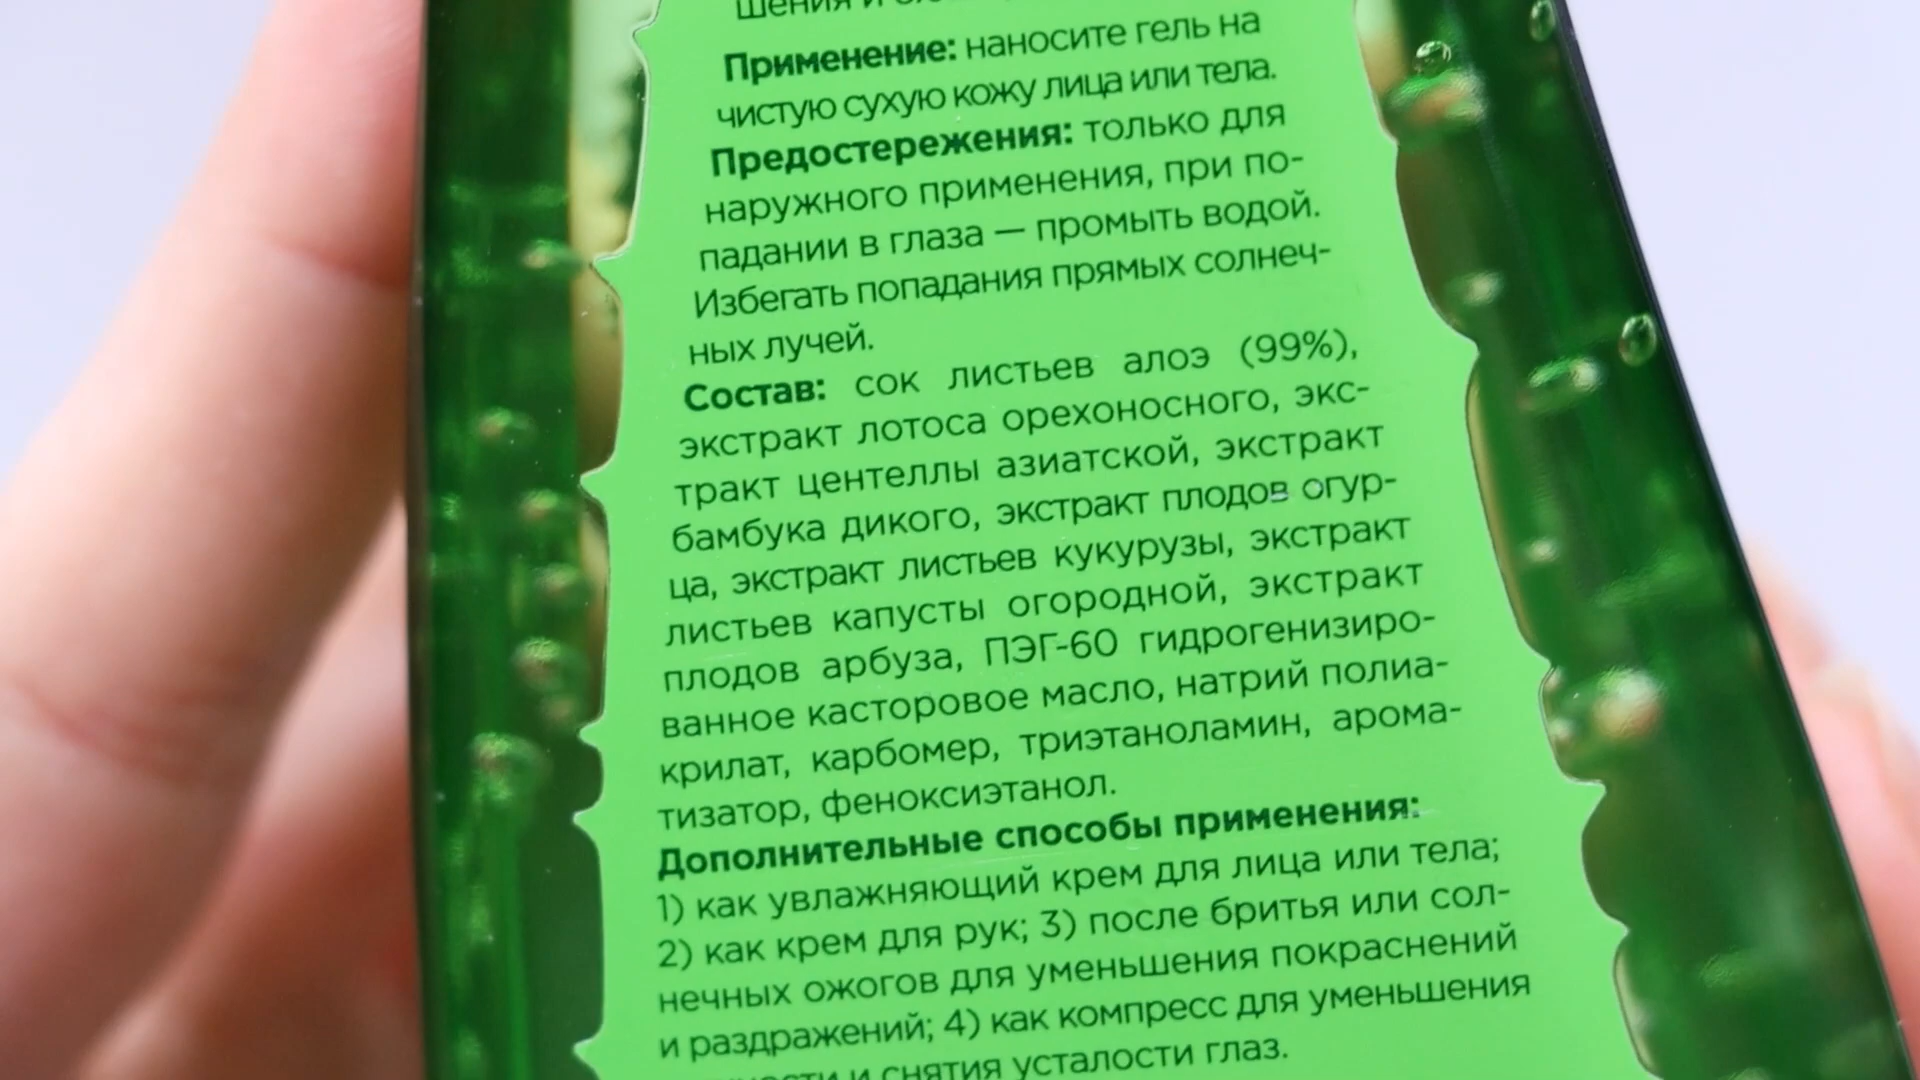 шения и
Применение: наносите гель на
чистую сухую кожу лица или тела.
Предостережения: только для
наружного применения, при по-
падании в глаза — промыть водой.
Избегать попадания прямых солнеч-
ных лучей.
Состав: сок листьев алоэ (99%),
экстракт лотоса орехоносного, экс-
тракт центеллы азиатской, экстракт
бамбука дикого, экстракт плодов огур-
ца, экстракт листьев кукурузы, экстракт
листьев капусты огородной, экстракт
плодов арбуза, ПЭГ-60 гидрогенизиро-
ванное касторовое масло, натрий полиа-
крилат, карбомер, триэтаноламин, арома-
тизатор, феноксиэтанол.
Дополнительные способы применения:
1) как увлажняющий крем для лица или тела;
2) как крем для рук; 3) после бритья или сол-
нечных ожогов для уменьшения покраснений
и раздражений; 4) как компресс для уменьшения
и снятия усталости глаз.